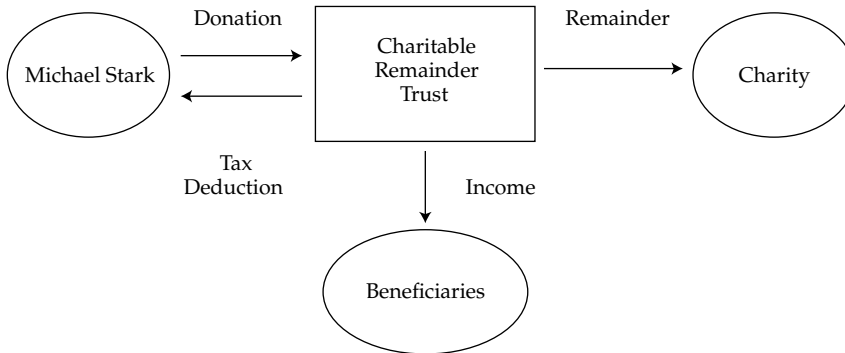 Donation
Remainder
Michael Stark
Charitable
Remainder
Trust
Charity
Tax
Deduction
Income
Beneficiaries